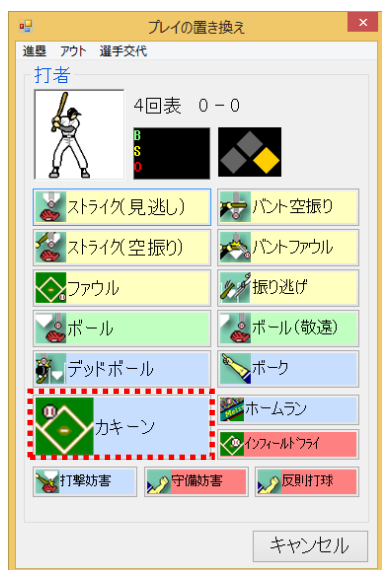 プレイの置き換え
進塁 アウト 選手交代
打者
4回表 0-0
B
S
O
ストライク(見逃し) バント空振り
ストライク(空振り) バントファウル
ファウル 振り逃げ
ボール ボール(敬遠)
デッドボール ボーク
カキーン ホームラン
インフィールドフライ
打撃妨害 守備妨害 反則打球
キャンセル